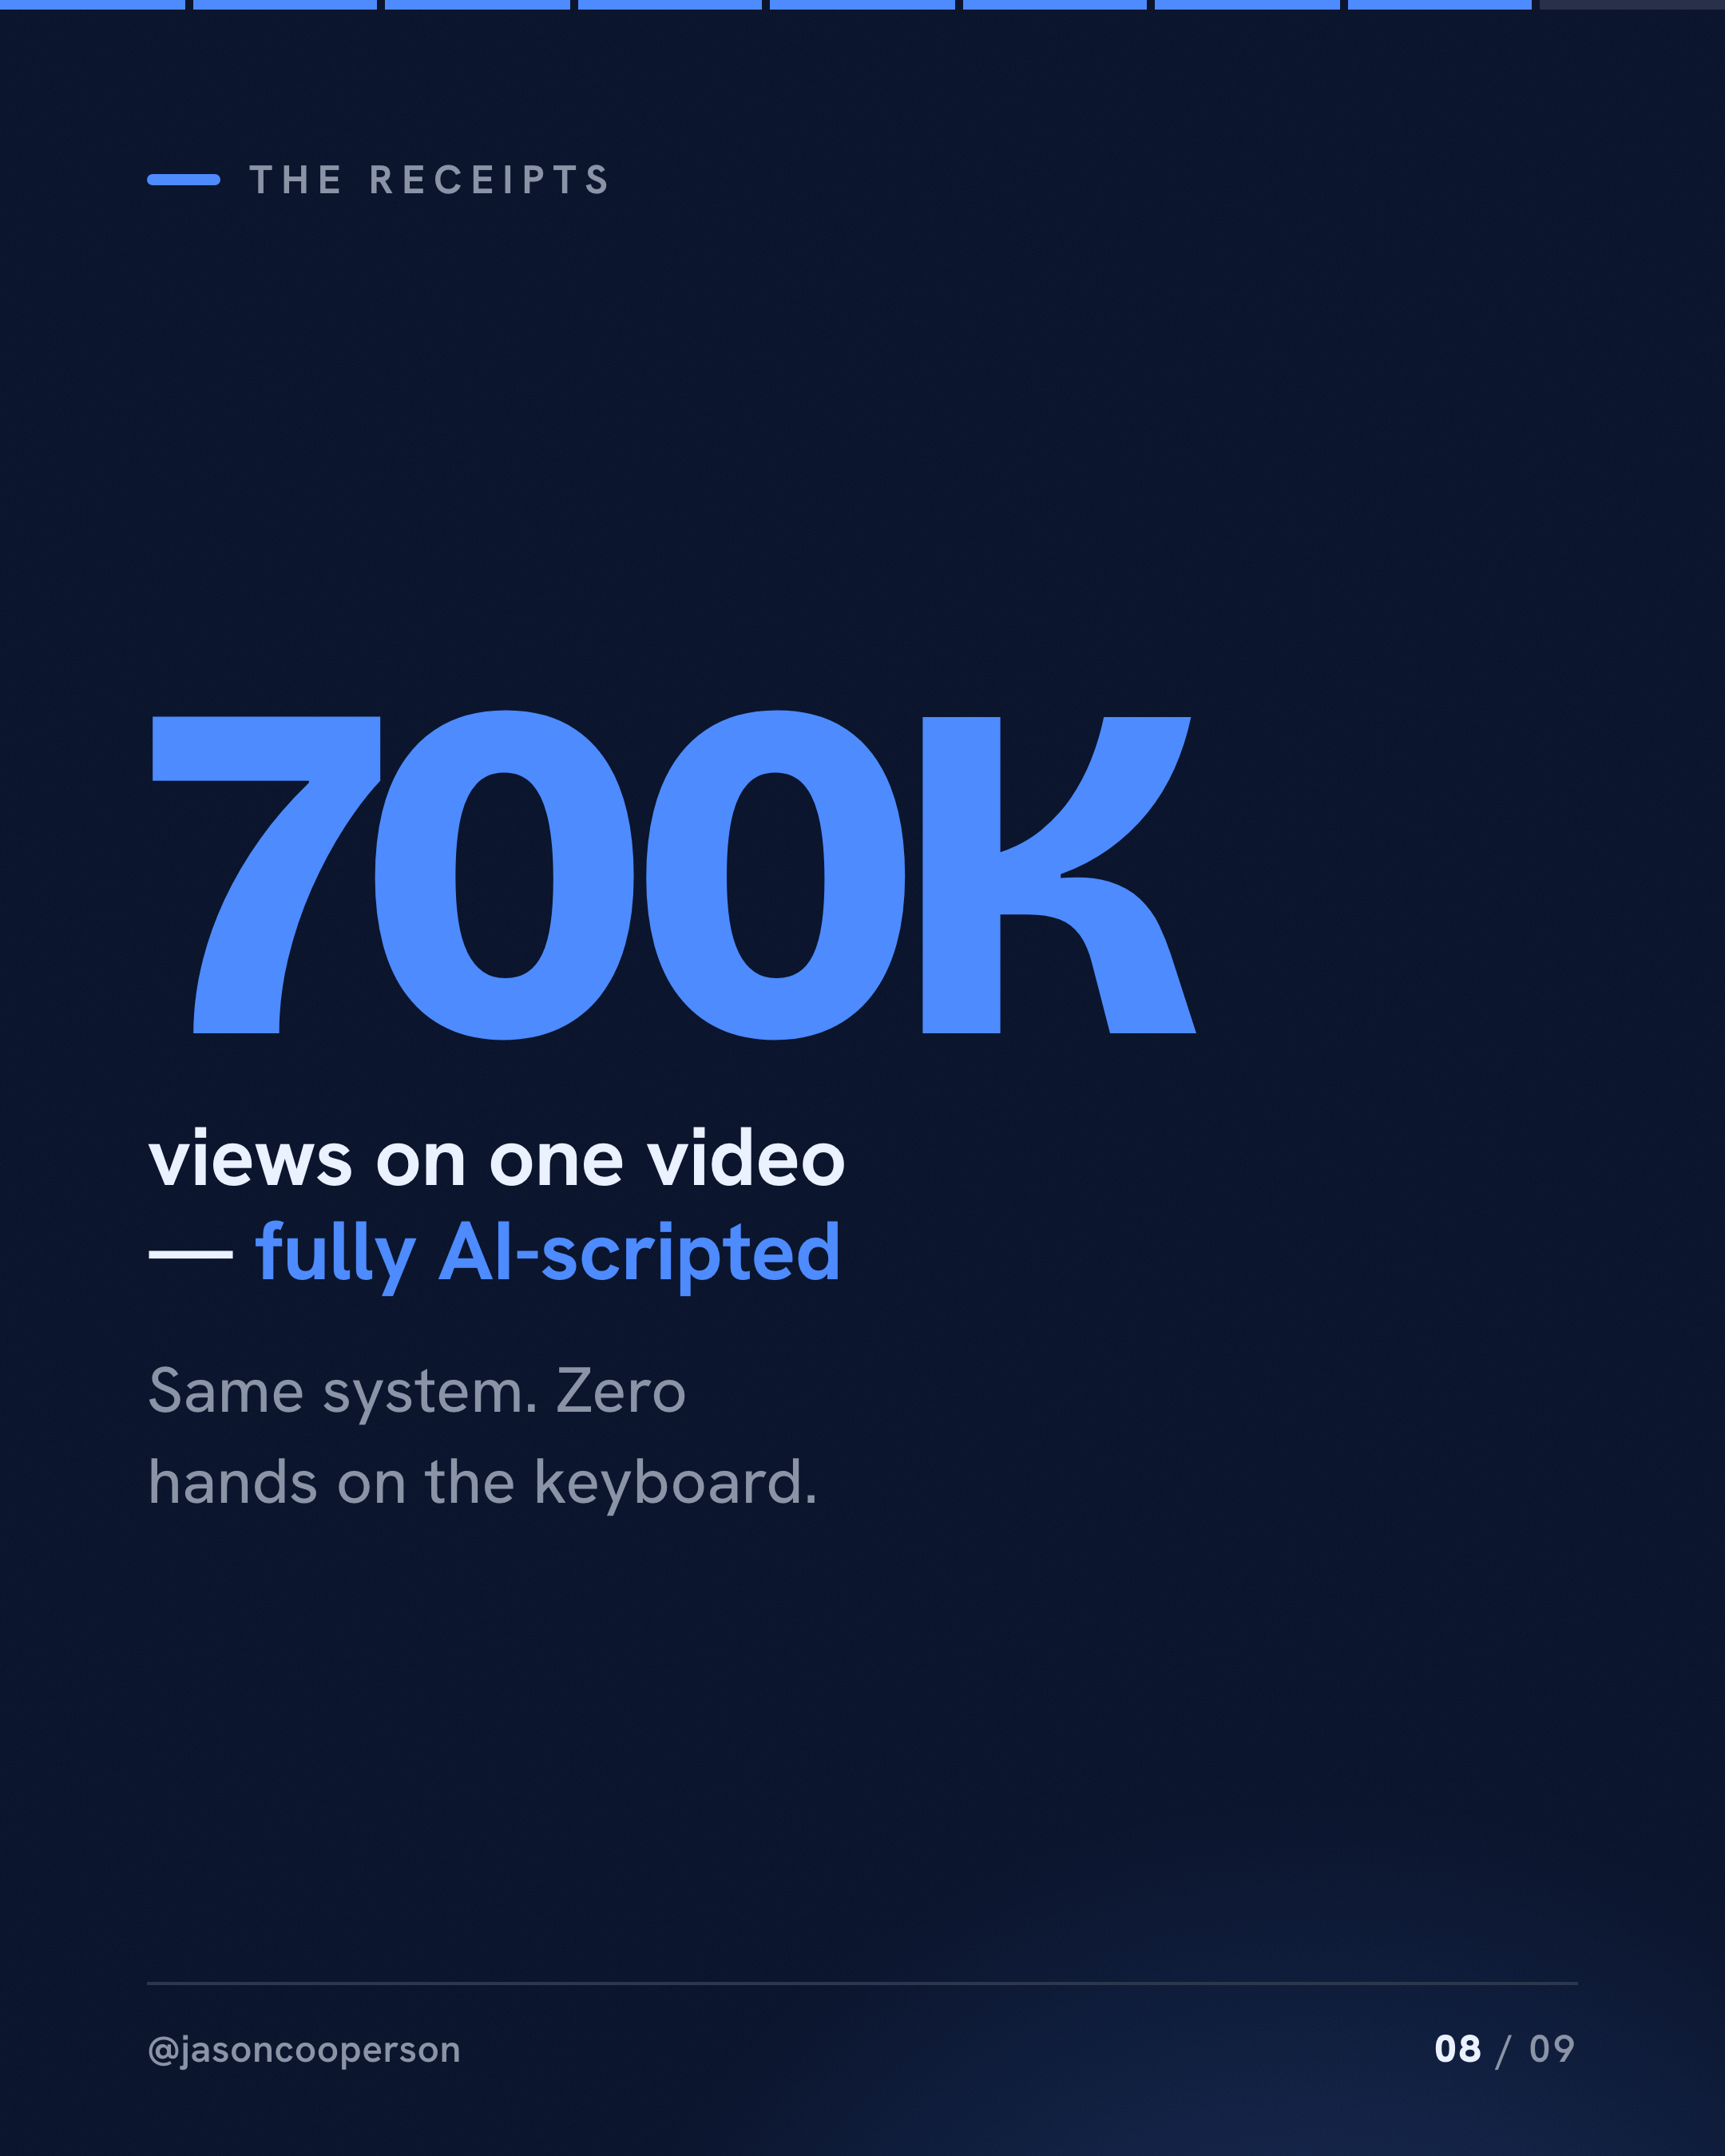 THE RECEIPTS
700K
views on one video
— fully AI-scripted
Same system. Zero
hands on the keyboard.
@jasoncooperson
08 / 09